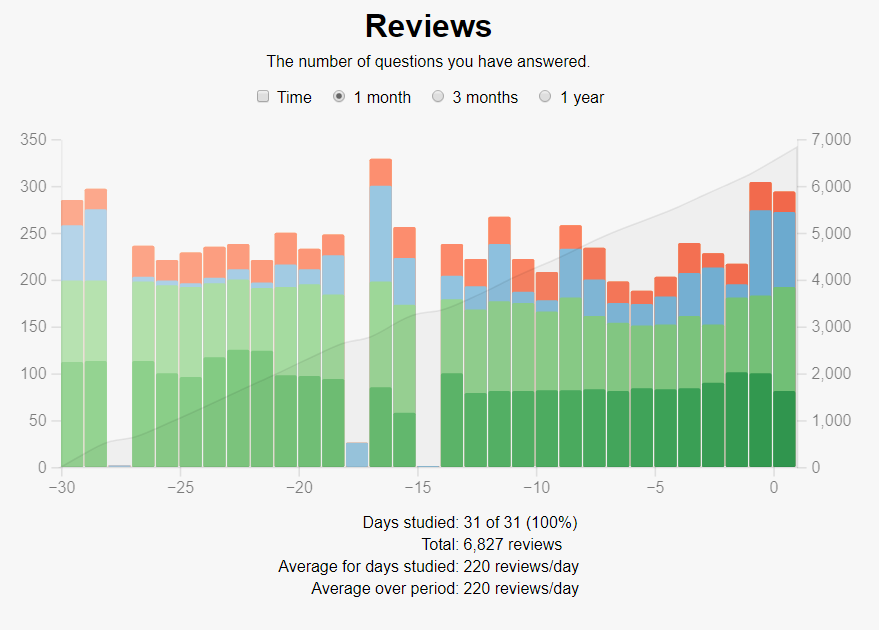 Reviews
The number of questions you have answered.
Time 1 month 3 months 1 year
350 7,000
300 6,000
250 5,000
200 4,000
150 3,000
100 2,000
50 1,000
0 0
−30 −25 −20 −15 −10 −5 0
Days studied: 31 of 31 (100%)
Total: 6,827 reviews
Average for days studied: 220 reviews/day
Average over period: 220 reviews/day